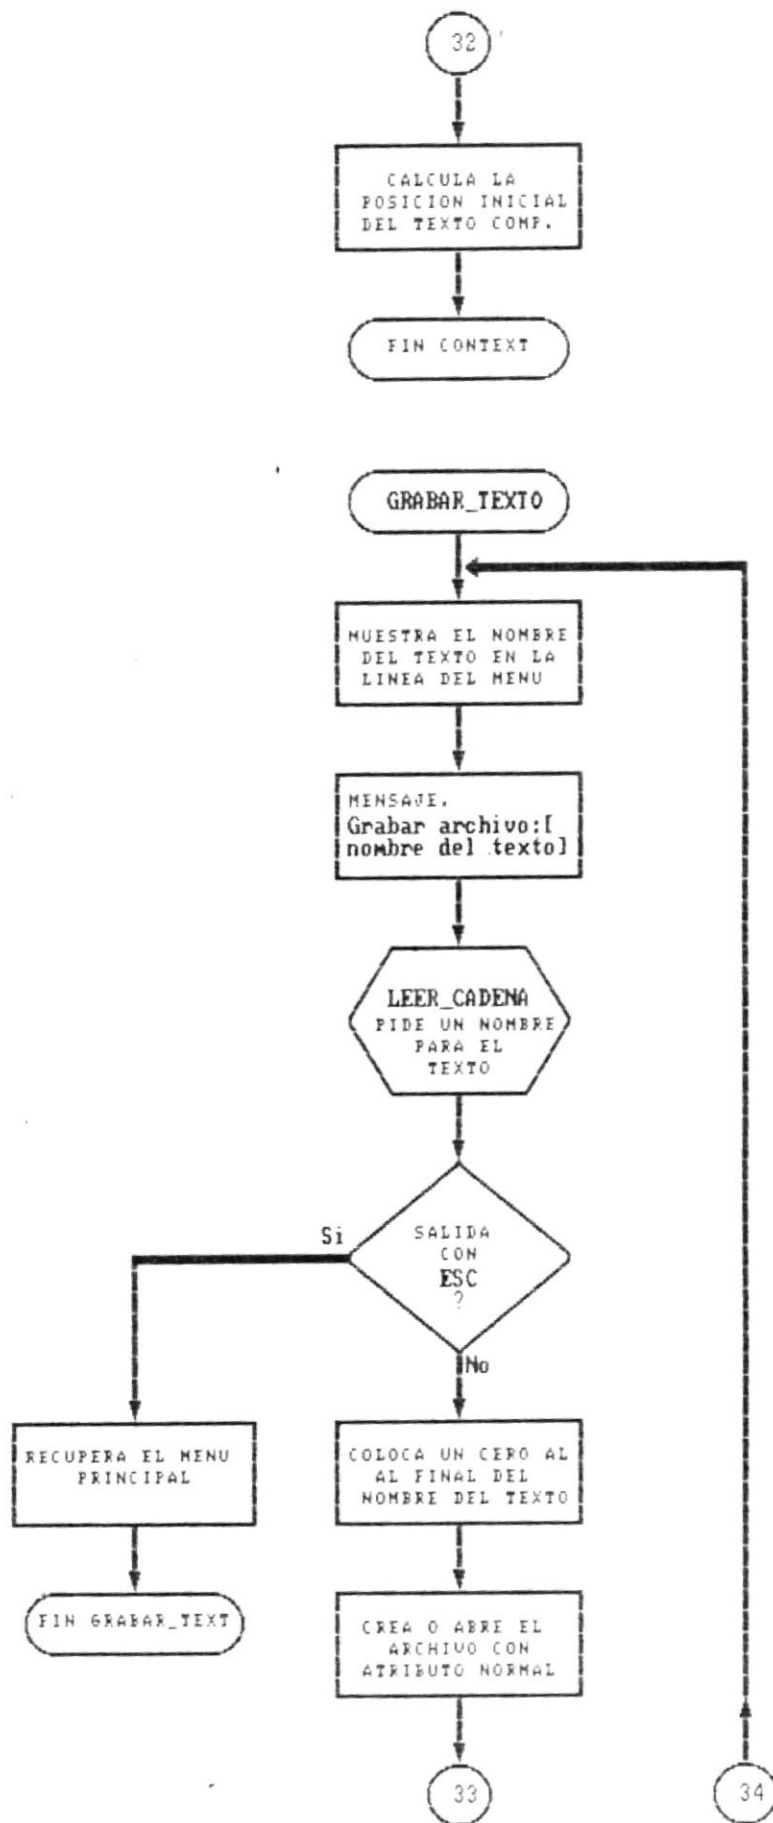 32
CALCULA LA
POSICION INICIAL
DEL TEXTO COMP.
FIN CONTEXT
GRABAR_TEXTO
MUESTRA EL NOMBRE
DEL TEXTO EN LA
LINEA DEL MENU
MENSAJE.
Grabar archivo:[
nombre del texto]
LEER_CADENA
PIDE UN NOMBRE
PARA EL
TEXTO
SALIDA
CON
ESC
?
Si
No
RECUPERA EL MENU
PRINCIPAL
FIN GRABAR_TEXT
COLOCA UN CERO AL
AL FINAL DEL
NOMBRE DEL TEXTO
CREA O ABRE EL
ARCHIVO CON
ATRIBUTO NORMAL
33
34